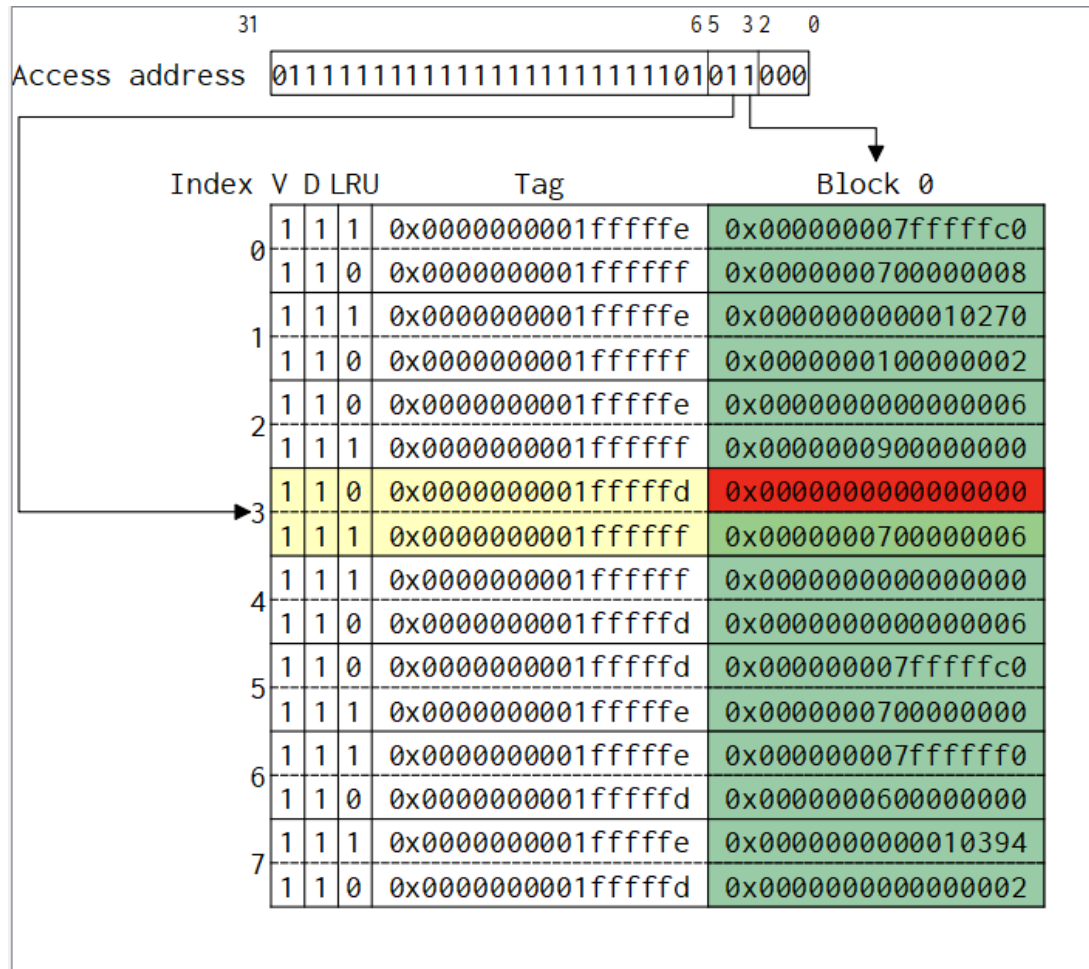 31 6 5 3 2 0
Access address 01111111111111111111111101011000
Index V D LRU Tag Block 0
0
1 1 1 0x0000000001fffffe 0x000000007fffffc0
1 1 0 0x0000000001ffffff 0x0000000700000008
1
1 1 1 0x0000000001fffffe 0x0000000000010270
1 1 0 0x0000000001ffffff 0x0000000100000002
2
1 1 0 0x0000000001fffffe 0x0000000000000006
1 1 1 0x0000000001ffffff 0x0000000900000000
3
1 1 0 0x0000000001fffffd 0x0000000000000000
1 1 1 0x0000000001ffffff 0x0000000700000006
4
1 1 1 0x0000000001ffffff 0x0000000000000000
1 1 0 0x0000000001fffffd 0x0000000000000006
5
1 1 0 0x0000000001fffffd 0x000000007fffffc0
1 1 1 0x0000000001fffffe 0x0000000700000000
6
1 1 1 0x0000000001fffffe 0x000000007ffffff0
1 1 0 0x0000000001fffffd 0x0000000600000000
7
1 1 1 0x0000000001fffffe 0x0000000000010394
1 1 0 0x0000000001fffffd 0x0000000000000002